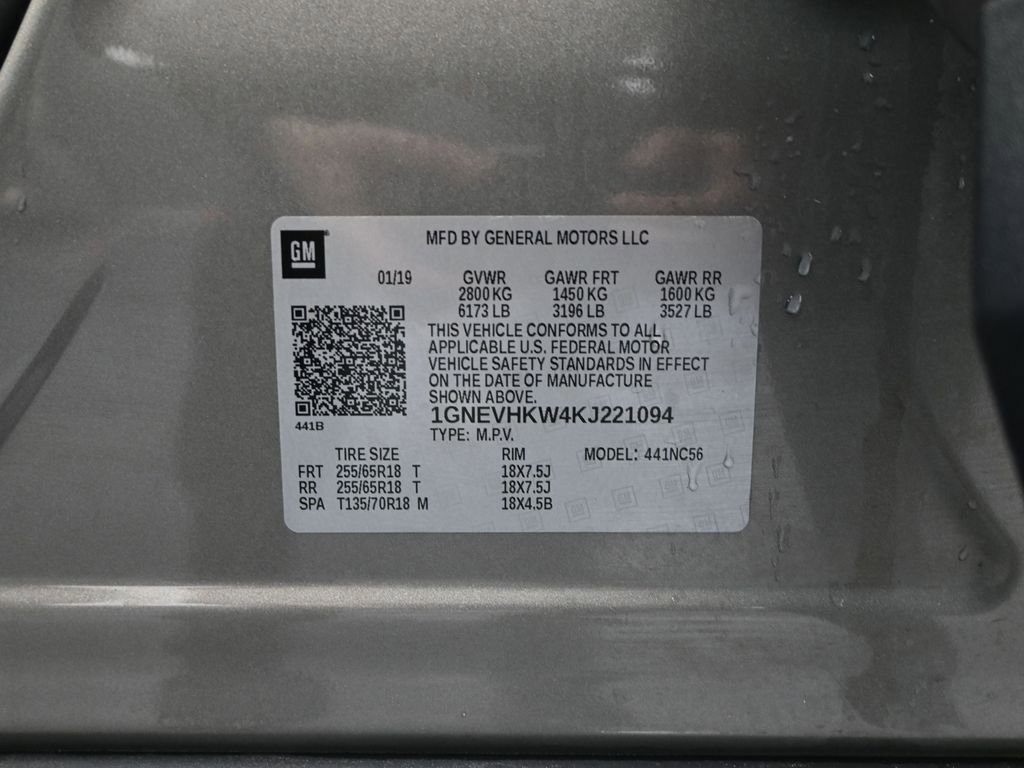 GM
MFD BY GENERAL MOTORS LLC
01/19 GVWR GAWR FRT GAWR RR
2800 KG 1450 KG 1600 KG
6173 LB 3196 LB 3527 LB
THIS VEHICLE CONFORMS TO ALL
APPLICABLE U.S. FEDERAL MOTOR
VEHICLE SAFETY STANDARDS IN EFFECT
ON THE DATE OF MANUFACTURE
SHOWN ABOVE.
1GNEVHKW4KJ221094
441B
TYPE: M.P.V.
TIRE SIZE RIM MODEL: 441NC56
FRT 255/65R18 T 18X7.5J
RR 255/65R18 T 18X7.5J
SPA T135/70R18 M 18X4.5B